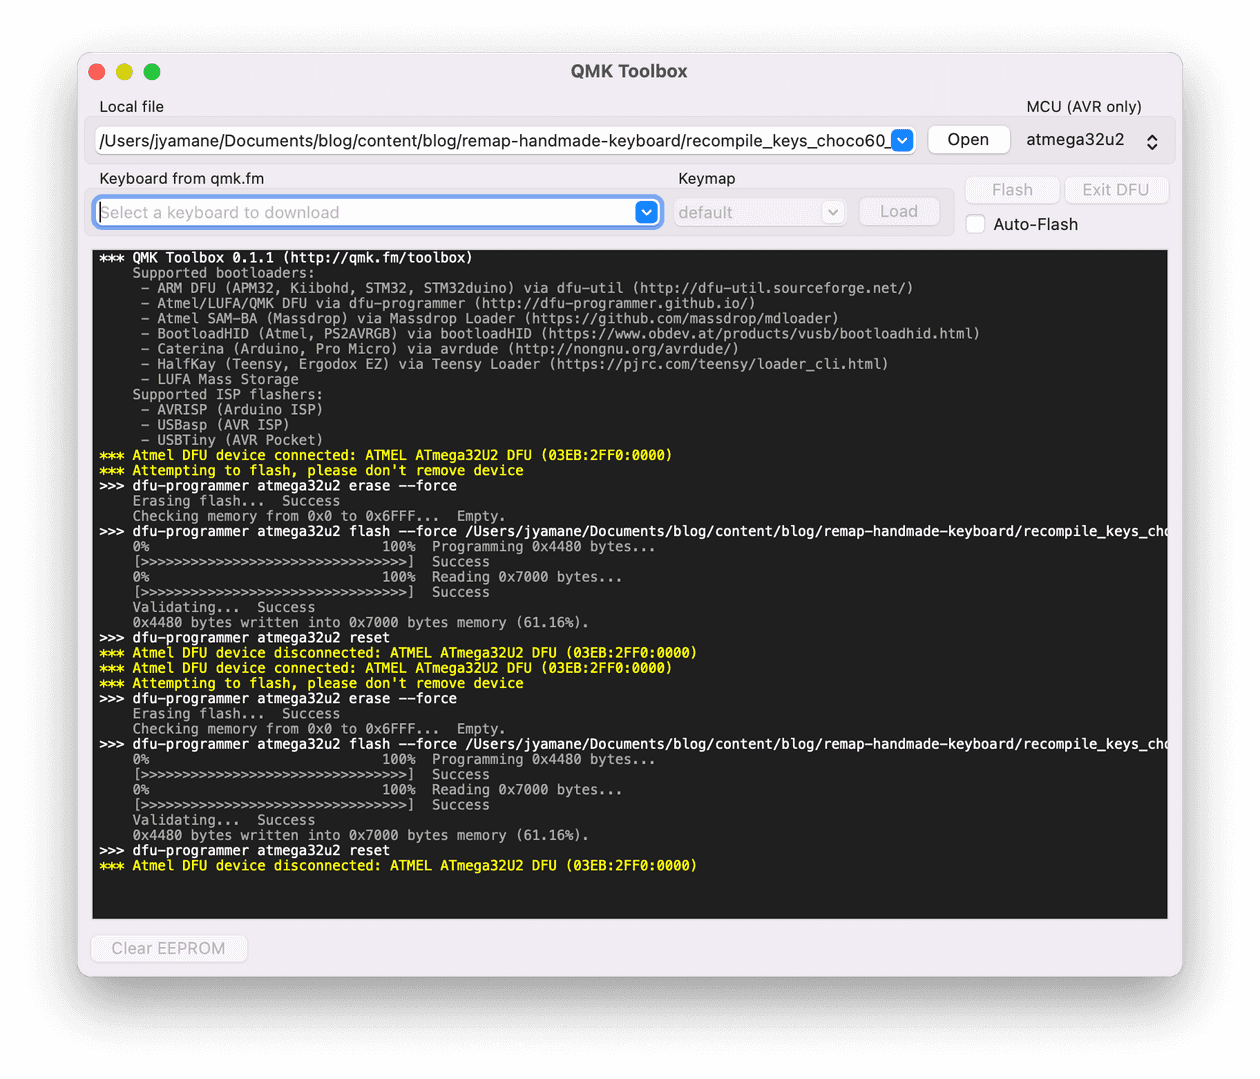 QMK Toolbox
Local file
MCU (AVR only)
/Users/jyamane/Documents/blog/content/blog/remap-handmade-keyboard/recompile_keys_choco60_
Open
atmega32u2
Keyboard from qmk.fm
Keymap
Select a keyboard to download
default
Load
Flash
Exit DFU
Auto-Flash
*** QMK Toolbox 0.1.1 (http://qmk.fm/toolbox)
Supported bootloaders:
- ARM DFU (APM32, Kiibohd, STM32, STM32duino) via dfu-util (http://dfu-util.sourceforge.net/)
- Atmel/LUFA/QMK DFU via dfu-programmer (http://dfu-programmer.github.io/)
- Atmel SAM-BA (Massdrop) via Massdrop Loader (https://github.com/massdrop/mdloader)
- BootloadHID (Atmel, PS2AVRGB) via bootloadHID (https://www.obdev.at/products/vusb/bootloadhid.html)
- Caterina (Arduino, Pro Micro) via avrdude (http://nongnu.org/avrdude/)
- HalfKay (Teensy, Ergodox EZ) via Teensy Loader (https://pjrc.com/teensy/loader_cli.html)
- LUFA Mass Storage
Supported ISP flashers:
- AVRISP (Arduino ISP)
- USBasp (AVR ISP)
- USBTiny (AVR Pocket)
*** Atmel DFU device connected: ATMEL ATmega32U2 DFU (03EB:2FF0:0000)
*** Attempting to flash, please don't remove device
>>> dfu-programmer atmega32u2 erase --force
Erasing flash...  Success
Checking memory from 0x0 to 0x6FFF...  Empty.
>>> dfu-programmer atmega32u2 flash --force /Users/jyamane/Documents/blog/content/blog/remap-handmade-keyboard/recompile_keys_cho
0%                            100%  Programming 0x4480 bytes...
[>>>>>>>>>>>>>>>>>>>>>>>>>>>>>>>>]  Success
0%                            100%  Reading 0x7000 bytes...
[>>>>>>>>>>>>>>>>>>>>>>>>>>>>>>>>]  Success
Validating...  Success
0x4480 bytes written into 0x7000 bytes memory (61.16%).
>>> dfu-programmer atmega32u2 reset
*** Atmel DFU device disconnected: ATMEL ATmega32U2 DFU (03EB:2FF0:0000)
*** Atmel DFU device connected: ATMEL ATmega32U2 DFU (03EB:2FF0:0000)
*** Attempting to flash, please don't remove device
>>> dfu-programmer atmega32u2 erase --force
Erasing flash...  Success
Checking memory from 0x0 to 0x6FFF...  Empty.
>>> dfu-programmer atmega32u2 flash --force /Users/jyamane/Documents/blog/content/blog/remap-handmade-keyboard/recompile_keys_cho
0%                            100%  Programming 0x4480 bytes...
[>>>>>>>>>>>>>>>>>>>>>>>>>>>>>>>>]  Success
0%                            100%  Reading 0x7000 bytes...
[>>>>>>>>>>>>>>>>>>>>>>>>>>>>>>>>]  Success
Validating...  Success
0x4480 bytes written into 0x7000 bytes memory (61.16%).
>>> dfu-programmer atmega32u2 reset
*** Atmel DFU device disconnected: ATMEL ATmega32U2 DFU (03EB:2FF0:0000)
Clear EEPROM